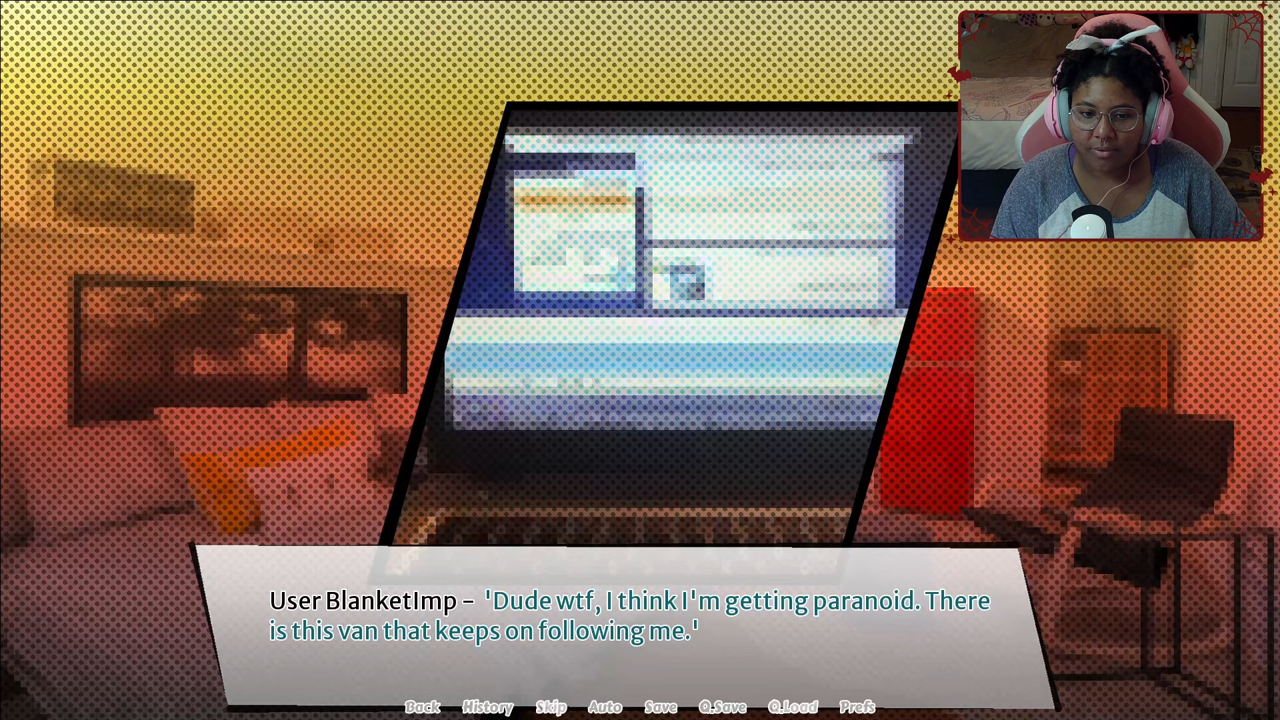 User BlanketImp - 'Dude wtf, I think I'm getting paranoid. There
is this van that keeps on following me.'
Back History Skip Auto Save Q.Save Q.Load Prefs